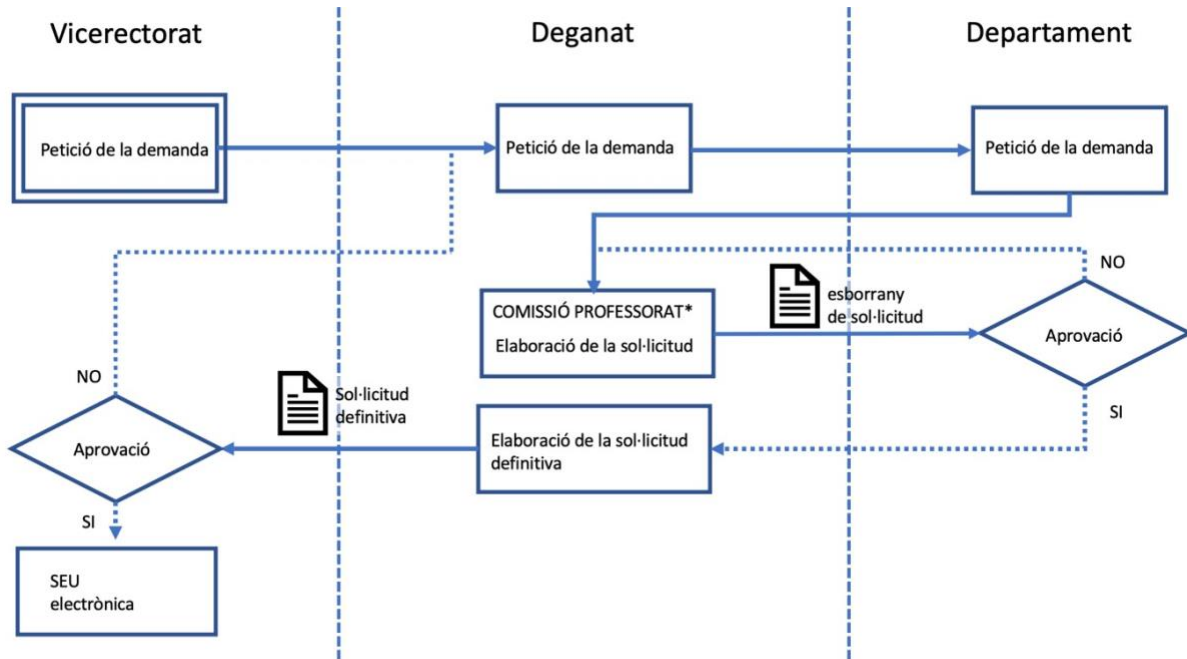 Vicerectorat
Deganat
Departament
Petició de la demanda
Petició de la demanda
Petició de la demanda
NO
esborrany
de sol·licitud
COMISSIÓ PROFESSORAT*
Elaboració de la sol·licitud
Aprovació
NO
Sol·licitud
definitiva
SI
Aprovació
Elaboració de la sol·licitud
definitiva
SI
SEU
electrònica